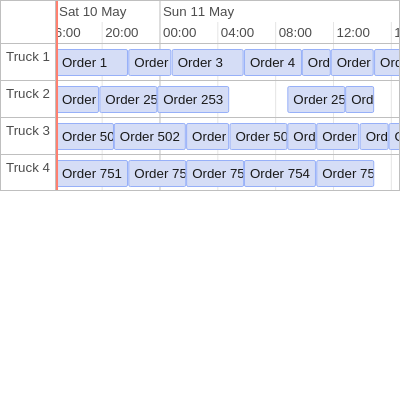 Sat 10 May Sun 11 May
6:00 20:00 00:00 04:00 08:00 12:00 1
Truck 1 Order 1 Order Order 3 Order 4 Ord Order Ord
Truck 2 Order Order 25 Order 253 Order 25 Ord
Truck 3 Order 50 Order 502 Order Order 50 Ord Order Ord
Truck 4 Order 751 Order 75 Order 75 Order 754 Order 75